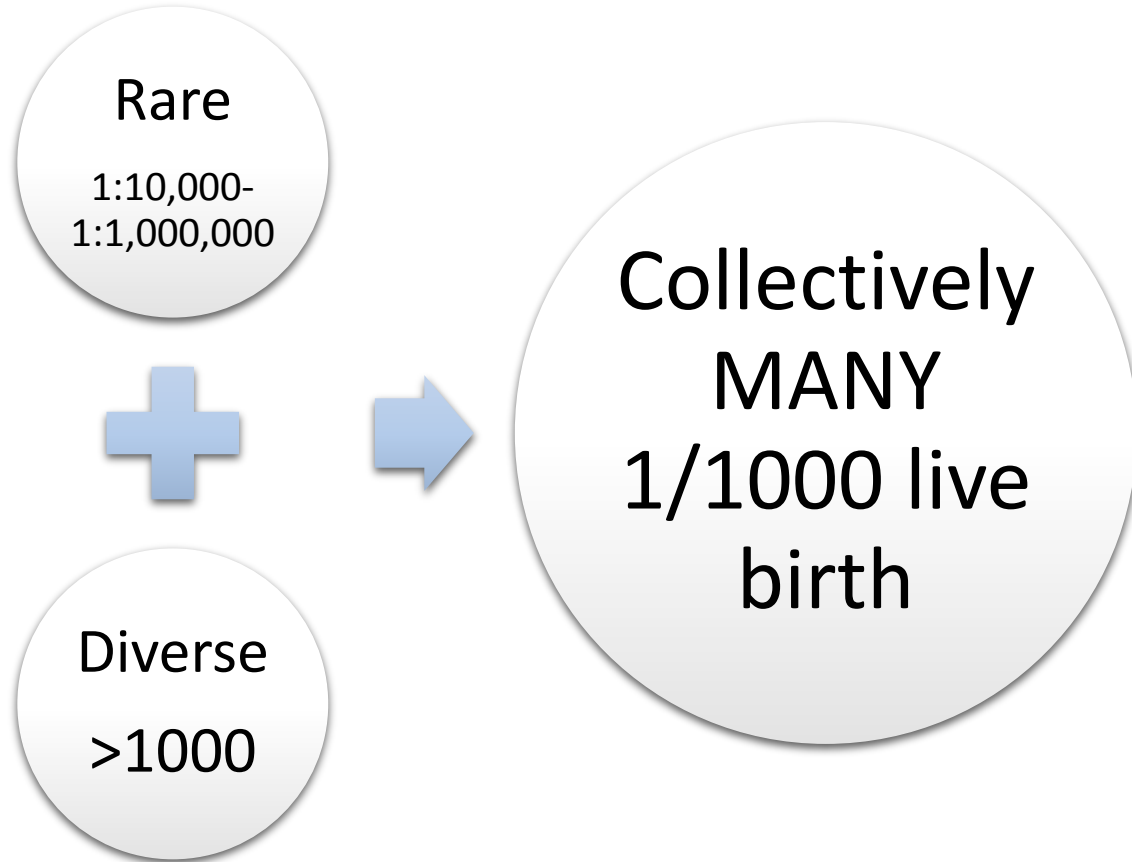 Rare
1:10,000-
1:1,000,000
Diverse
>1000
Collectively
MANY
1/1000 live
birth